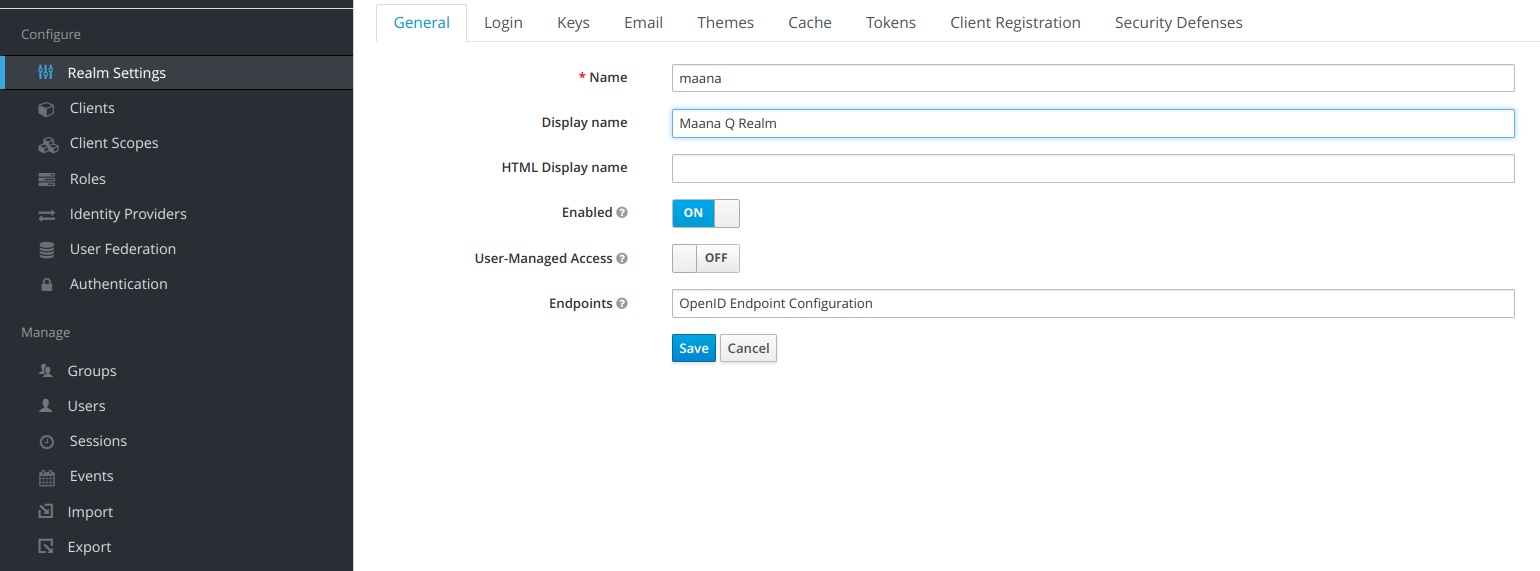 Configure
Realm Settings
Clients
Client Scopes
Roles
Identity Providers
User Federation
Authentication
Manage
Groups
Users
Sessions
Events
Import
Export
General Login Keys Email Themes Cache Tokens Client Registration Security Defenses
* Name maana
Display name Maana Q Realm
HTML Display name
Enabled ? ON
User-Managed Access ? OFF
Endpoints ? OpenID Endpoint Configuration
Save Cancel